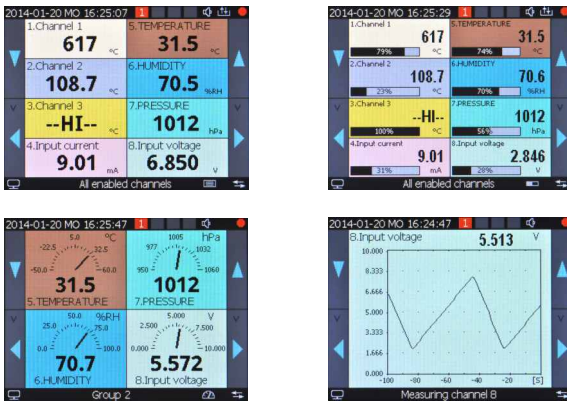 2014-01-20 MO 16:25:07 1
1.Channel 1
617 °C
5.TEMPERATURE
31.5 °C
2.Channel 2
108.7 °C
6.HUMIDITY
70.5 %RH
3.Channel 3
--HI-- °C
7.PRESSURE
1012 hPa
4.Input current
9.01 mA
8.Input voltage
6.850 V
All enabled channels
2014-01-20 MO 16:25:29 1
1.Channel 1
617
79% °C
5.TEMPERATURE
31.5
74% °C
2.Channel 2
108.7
23% °C
6.HUMIDITY
70.6
70% %RH
3.Channel 3
--HI--
100% °C
7.PRESSURE
1012
56% hPa
4.Input current
9.01
31% mA
8.Input voltage
2.846
28% V
All enabled channels
2014-01-20 MO 16:25:47 1
5.0 °C
-22.5 32.5
-50.0 60.0
31.5
5.TEMPERATURE
1005 hPa
977 1032
950 1060
1012
7.PRESSURE
50.0 %RH
25.0 75.0
0.0 100.0
70.7
6.HUMIDITY
5.000 V
2.500 7.500
0.000 10.000
5.572
8.Input voltage
Group 2
2014-01-20 MO 16:24:47 1
8.Input voltage 5.513 V
10.000
8.333
6.666
5.000
3.333
1.666
0.000
-100 -80 -60 -40 -20 [S]
Measuring channel 8